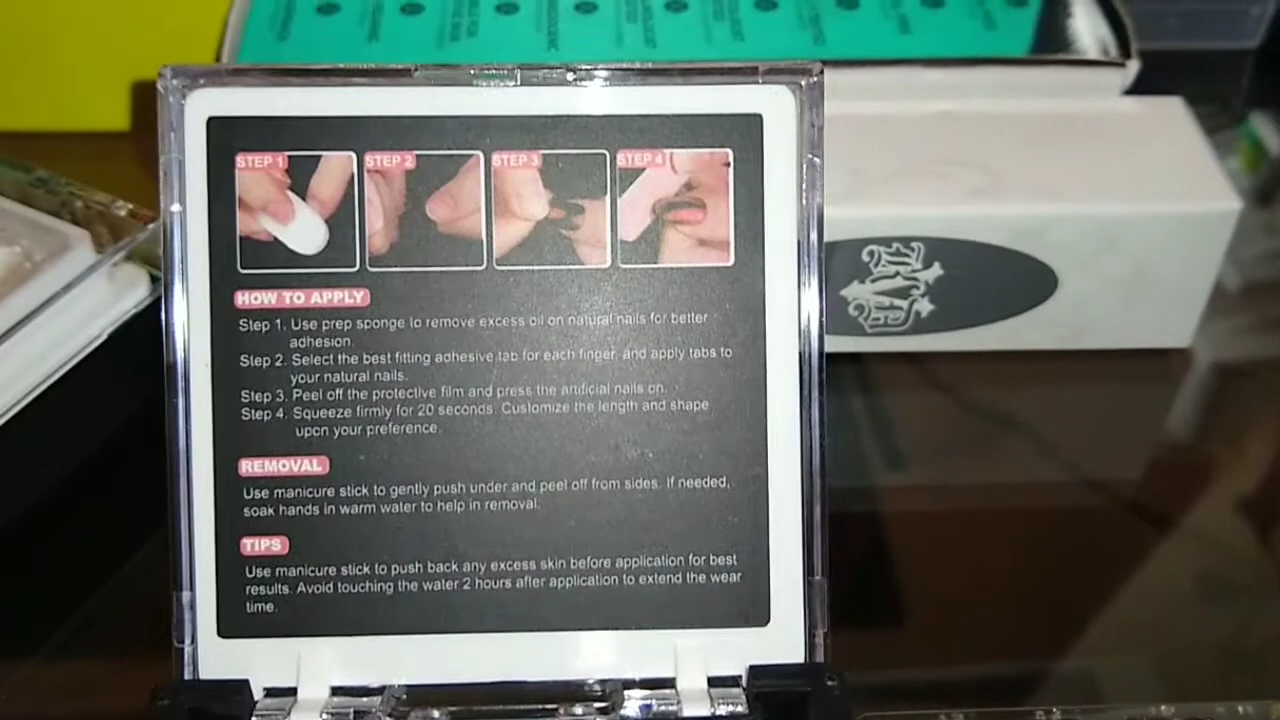 STEP 1 STEP 2 STEP 3 STEP 4
HOW TO APPLY
Step 1. Use prep sponge to remove excess oil on natural nails for better
adhesion.
Step 2. Select the best fitting adhesive tab for each finger, and apply tabs to
your natural nails.
Step 3. Peel off the protective film and press the artificial nails on.
Step 4. Squeeze firmly for 20 seconds. Customize the length and shape
upon your preference.
REMOVAL
Use manicure stick to gently push under and peel off from sides. If needed,
soak hands in warm water to help in removal.
TIPS
Use manicure stick to push back any excess skin before application for best
results. Avoid touching the water 2 hours after application to extend the wear
time.